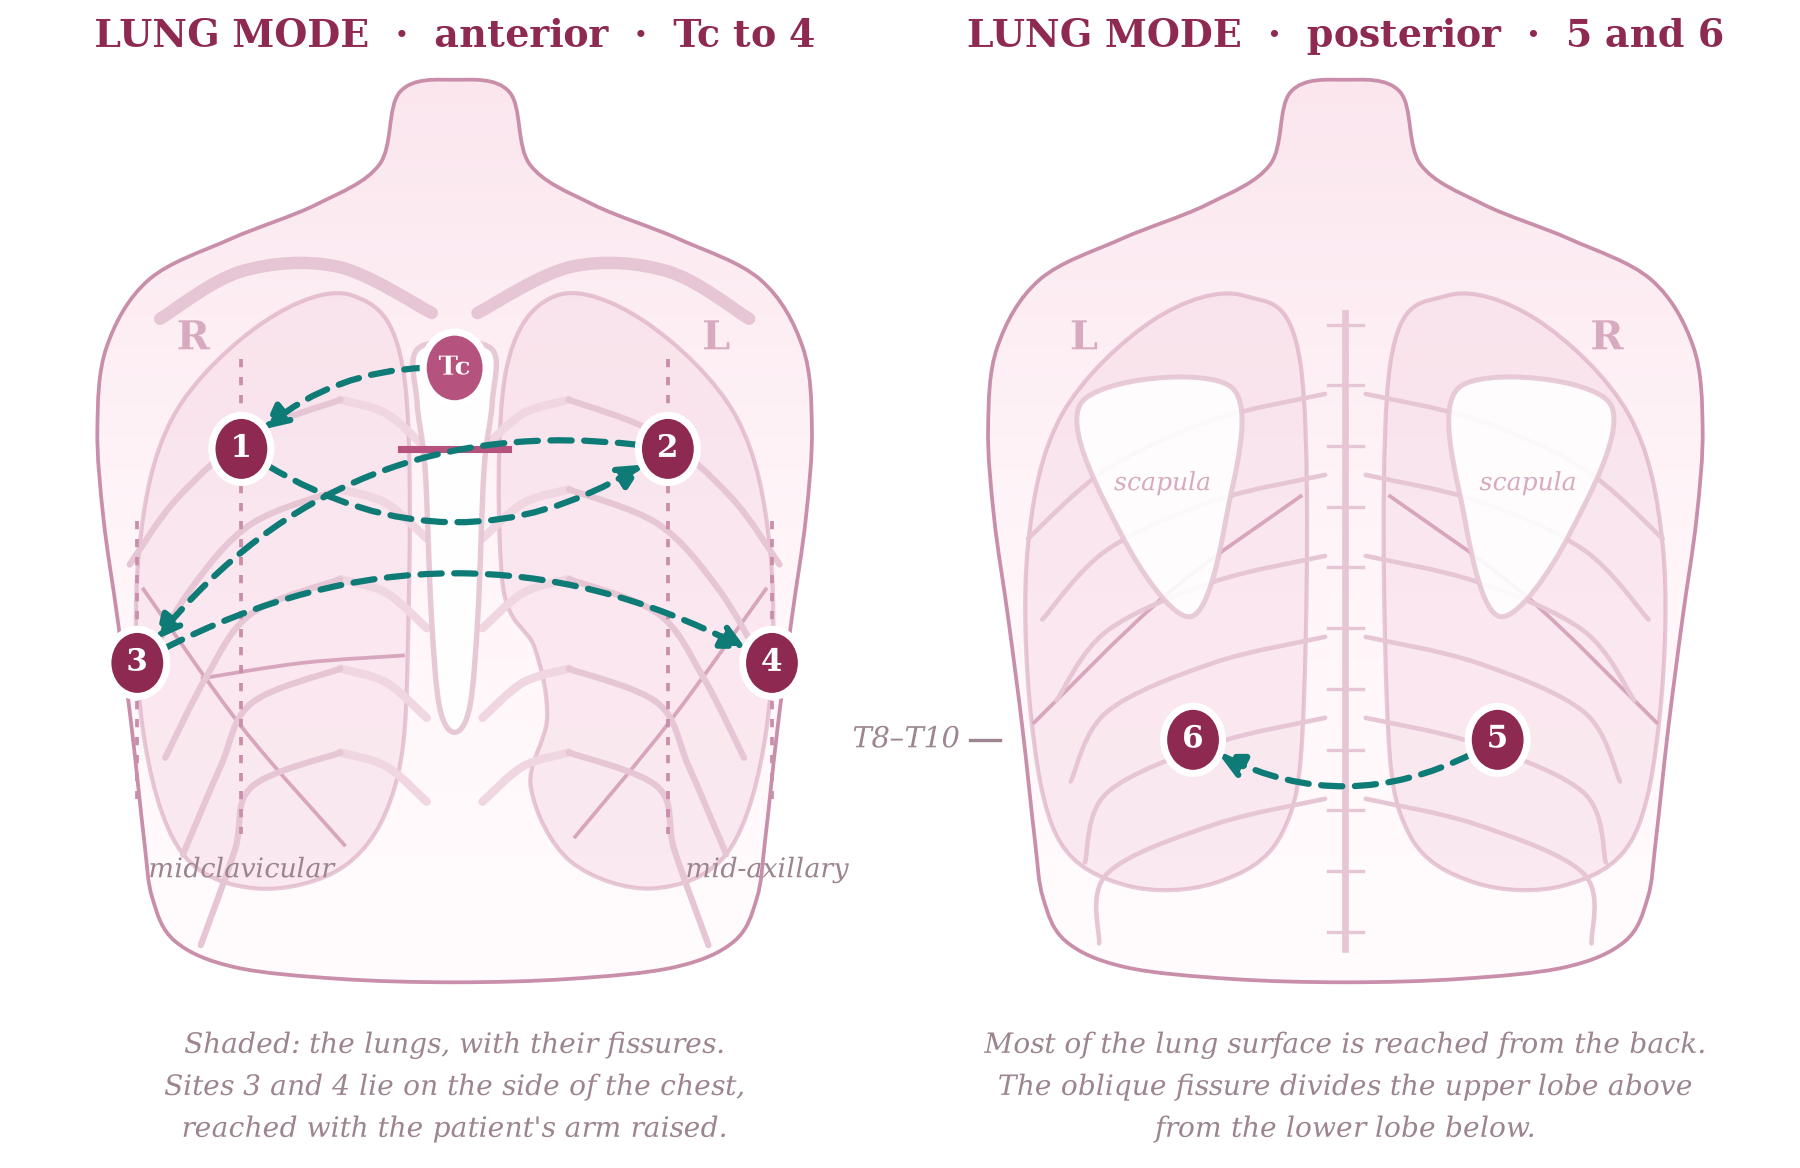 LUNG MODE · anterior · Tc to 4
R
L
Tc
1
2
3
4
midclavicular
mid-axillary
Shaded: the lungs, with their fissures.
Sites 3 and 4 lie on the side of the chest,
reached with the patient's arm raised.
LUNG MODE · posterior · 5 and 6
L
R
scapula
scapula
T8–T10
6
5
Most of the lung surface is reached from the back.
The oblique fissure divides the upper lobe above
from the lower lobe below.